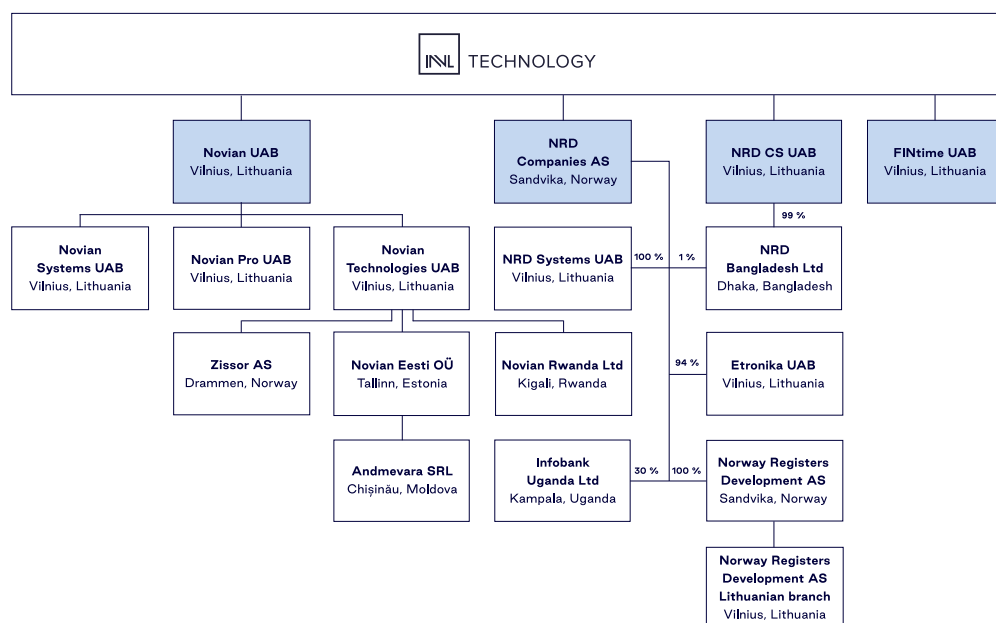 INVL TECHNOLOGY
Novian UAB
Vilnius, Lithuania
NRD
Companies AS
Sandvika, Norway
NRD CS UAB
Vilnius, Lithuania
FINtime UAB
Vilnius, Lithuania
99 %
Novian
Systems UAB
Vilnius, Lithuania
Novian Pro UAB
Vilnius, Lithuania
Novian
Technologies UAB
Vilnius, Lithuania
NRD Systems UAB
Vilnius, Lithuania
100 %
1 %
NRD
Bangladesh Ltd
Dhaka, Bangladesh
Zissor AS
Drammen, Norway
Novian Eesti OÜ
Tallinn, Estonia
Novian Rwanda Ltd
Kigali, Rwanda
94 %
Etronika UAB
Vilnius, Lithuania
Andmevara SRL
Chișinău, Moldova
Infobank
Uganda Ltd
Kampala, Uganda
30 %
100 %
Norway Registers
Development AS
Sandvika, Norway
Norway Registers
Development AS
Lithuanian branch
Vilnius, Lithuania